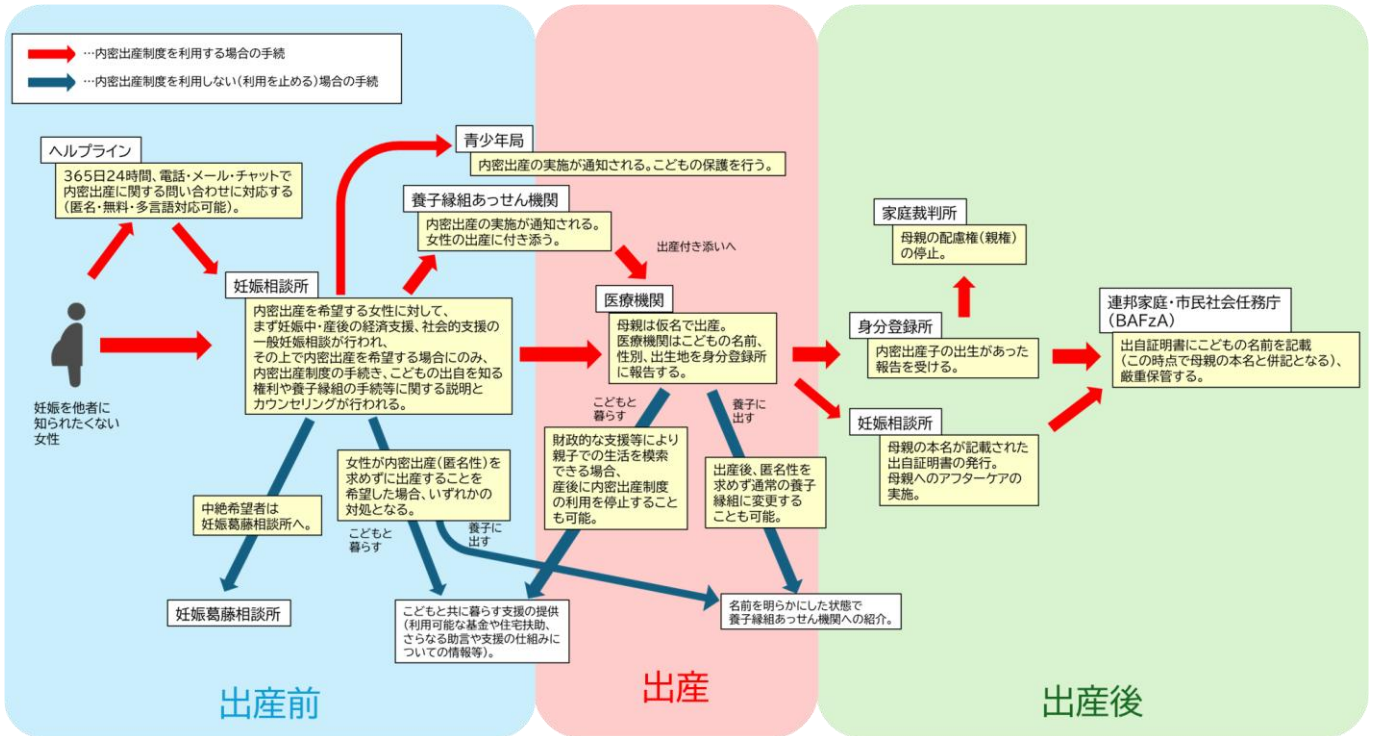 …内密出産制度を利用する場合の手続
…内密出産制度を利用しない(利用を止める)場合の手続
ヘルプライン
365日24時間、電話・メール・チャットで
内密出産に関する問い合わせに対応する
(匿名・無料・多言語対応可能)。
妊娠を他者に
知られたくない
女性
妊娠相談所
内密出産を希望する女性に対して、
まず妊娠中・産後の経済支援、社会的支援の
一般妊娠相談が行われ、
その上で内密出産を希望する場合にのみ、
内密出産制度の手続き、こどもの出自を知る
権利や養子縁組の手続等に関する説明と
カウンセリングが行われる。
中絶希望者は
妊娠葛藤相談所へ。
妊娠葛藤相談所
女性が内密出産(匿名性)を
求めずに出産することを
希望した場合、いずれかの
対処となる。
こどもと
暮らす
養子に
出す
こどもと共に暮らす支援の提供
(利用可能な基金や住宅扶助、
さらなる助言や支援の仕組みに
ついての情報等)。
出産前
青少年局
内密出産の実施が通知される。こどもの保護を行う。
養子縁組あっせん機関
内密出産の実施が通知される。
女性の出産に付き添う。
出産付き添いへ
医療機関
母親は仮名で出産。
医療機関はこどもの名前、
性別、出生地を身分登録所
に報告する。
こどもと
暮らす
養子に
出す
財政的な支援等により
親子での生活を模索
できる場合、
産後に内密出産制度
の利用を停止すること
も可能。
出産後、匿名性を
求めず通常の養子
縁組に変更する
ことも可能。
名前を明らかにした状態で
養子縁組あっせん機関への紹介。
出産
家庭裁判所
母親の配慮権(親権)
の停止。
身分登録所
内密出産子の出生があった
報告を受ける。
妊娠相談所
母親の本名が記載された
出自証明書の発行。
母親へのアフターケアの
実施。
連邦家庭・市民社会任務庁
(BAFzA)
出自証明書にこどもの名前を記載
(この時点で母親の本名と併記となる)、
厳重保管する。
出産後